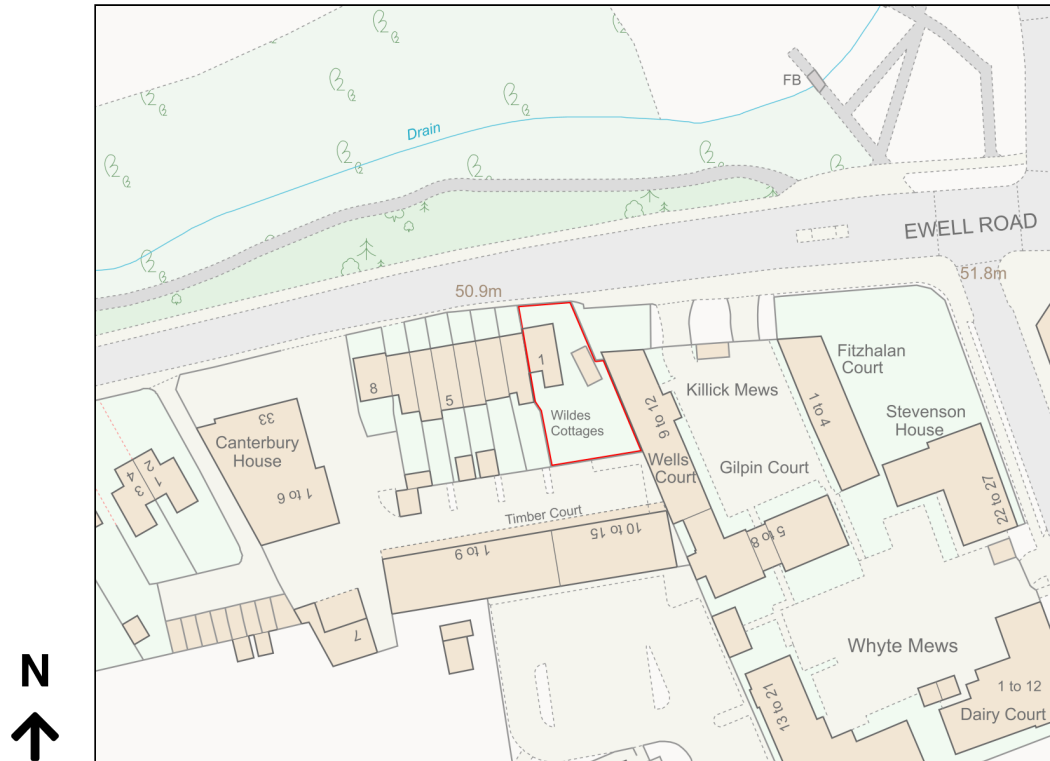 FB
Drain
EWELL ROAD
51.8m
50.9m
1
8
5
Wildes
Cottages
Killick Mews
Fitzhalan
Court
1 to 4
Stevenson
House
9 to 12
Wells
Court
Gilpin Court
33
Canterbury
House
1 to 6
2
1
4
3
Timber Court
1 to 9
10 to 15
5 to 8
22 to 27
7
Whyte Mews
13 to 21
1 to 12
Dairy Court
N